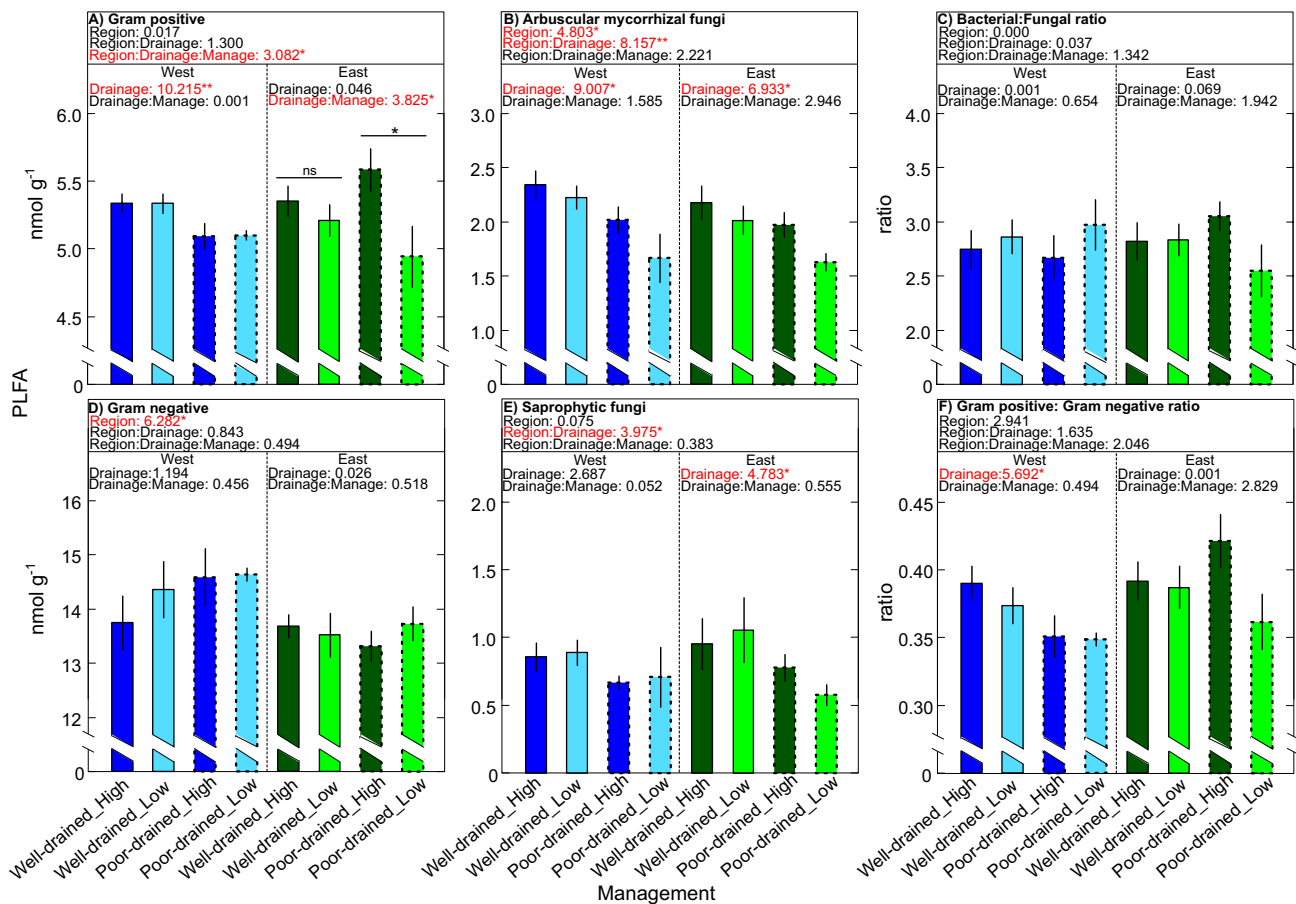 A) Gram positive
Region: 0.017
Region:Drainage: 1.300
Region:Drainage:Manage: 3.082*
West
East
Drainage: 10.215**
Drainage:Manage: 0.001
Drainage: 0.046
Drainage:Manage: 3.825*
6.0
5.5
5.0
4.5
0
nmol g-1
ns
*
B) Arbuscular mycorrhizal fungi
Region: 4.803*
Region:Drainage: 8.157**
Region:Drainage:Manage: 2.221
West
East
Drainage: 9.007*
Drainage:Manage: 1.585
Drainage: 6.933*
Drainage:Manage: 2.946
3.0
2.5
2.0
1.5
1.0
0
C) Bacterial:Fungal ratio
Region: 0.000
Region:Drainage: 0.037
Region:Drainage:Manage: 1.342
West
East
Drainage: 0.001
Drainage:Manage: 0.654
Drainage: 0.069
Drainage:Manage: 1.942
4.0
3.5
3.0
2.5
2.0
0
ratio
PLFA
D) Gram negative
Region: 6.282*
Region:Drainage: 0.843
Region:Drainage:Manage: 0.494
West
East
Drainage:1.194
Drainage:Manage: 0.456
Drainage: 0.026
Drainage:Manage: 0.518
15
14
13
12
0
nmol g-1
E) Saprophytic fungi
Region: 0.075
Region:Drainage: 3.975*
Region:Drainage:Manage: 0.383
West
East
Drainage: 2.687
Drainage:Manage: 0.052
Drainage: 4.783*
Drainage:Manage: 0.555
2.0
1.5
1.0
0.5
0
F) Gram positive: Gram negative ratio
Region: 2.941
Region:Drainage: 1.635
Region:Drainage:Manage: 2.046
West
East
Drainage:5.692*
Drainage:Manage: 0.494
Drainage: 0.001
Drainage:Manage: 2.829
0.45
0.40
0.35
0.30
0
ratio
Well-drained_High
Well-drained_Low
Poor-drained_High
Poor-drained_Low
Well-drained_High
Well-drained_Low
Poor-drained_High
Poor-drained_Low
Well-drained_High
Well-drained_Low
Poor-drained_High
Poor-drained_Low
Well-drained_High
Well-drained_Low
Poor-drained_High
Poor-drained_Low
Well-drained_High
Well-drained_Low
Poor-drained_High
Poor-drained_Low
Well-drained_High
Well-drained_Low
Poor-drained_High
Poor-drained_Low
Management